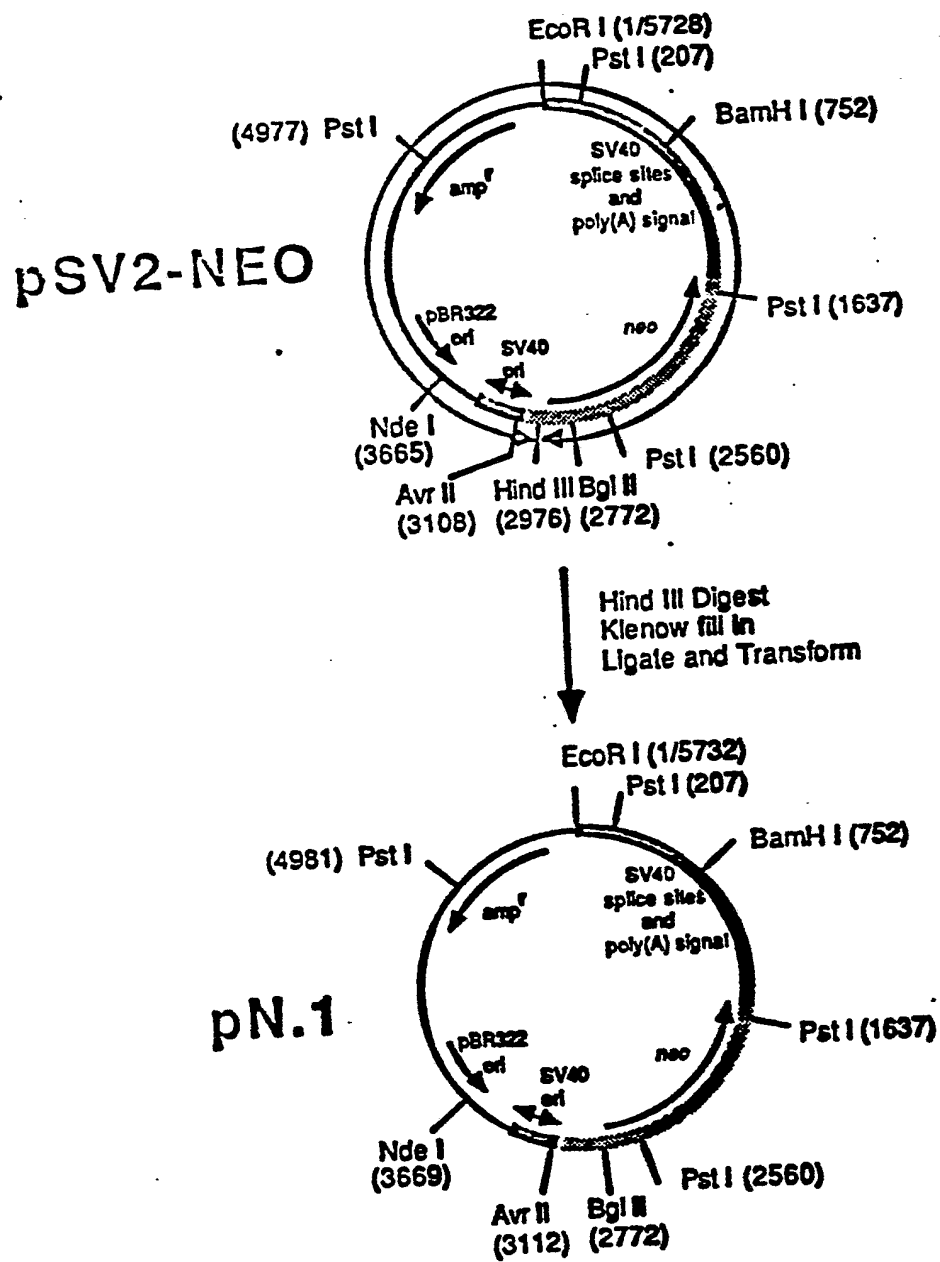 EcoR I (1/5728)
Pst I (207)
BamH I (752)
(4977) Pst I
SV40
splice sites
and
poly(A) signal
amp^r
pSV2-NEO
Pst I (1637)
neo
pBR322
ori
SV40
ori
Nde I
(3665)
Pst I (2560)
Avr II
(3108)
Hind III
(2976)
Bgl II
(2772)
Hind III Digest
Klenow fill in
Ligate and Transform
EcoR I (1/5732)
Pst I (207)
BamH I (752)
(4981) Pst I
SV40
splice sites
and
poly(A) signal
amp^r
pN.1
Pst I (1637)
neo
pBR322
ori
SV40
ori
Nde I
(3669)
Pst I (2560)
Avr II
(3112)
Bgl II
(2772)